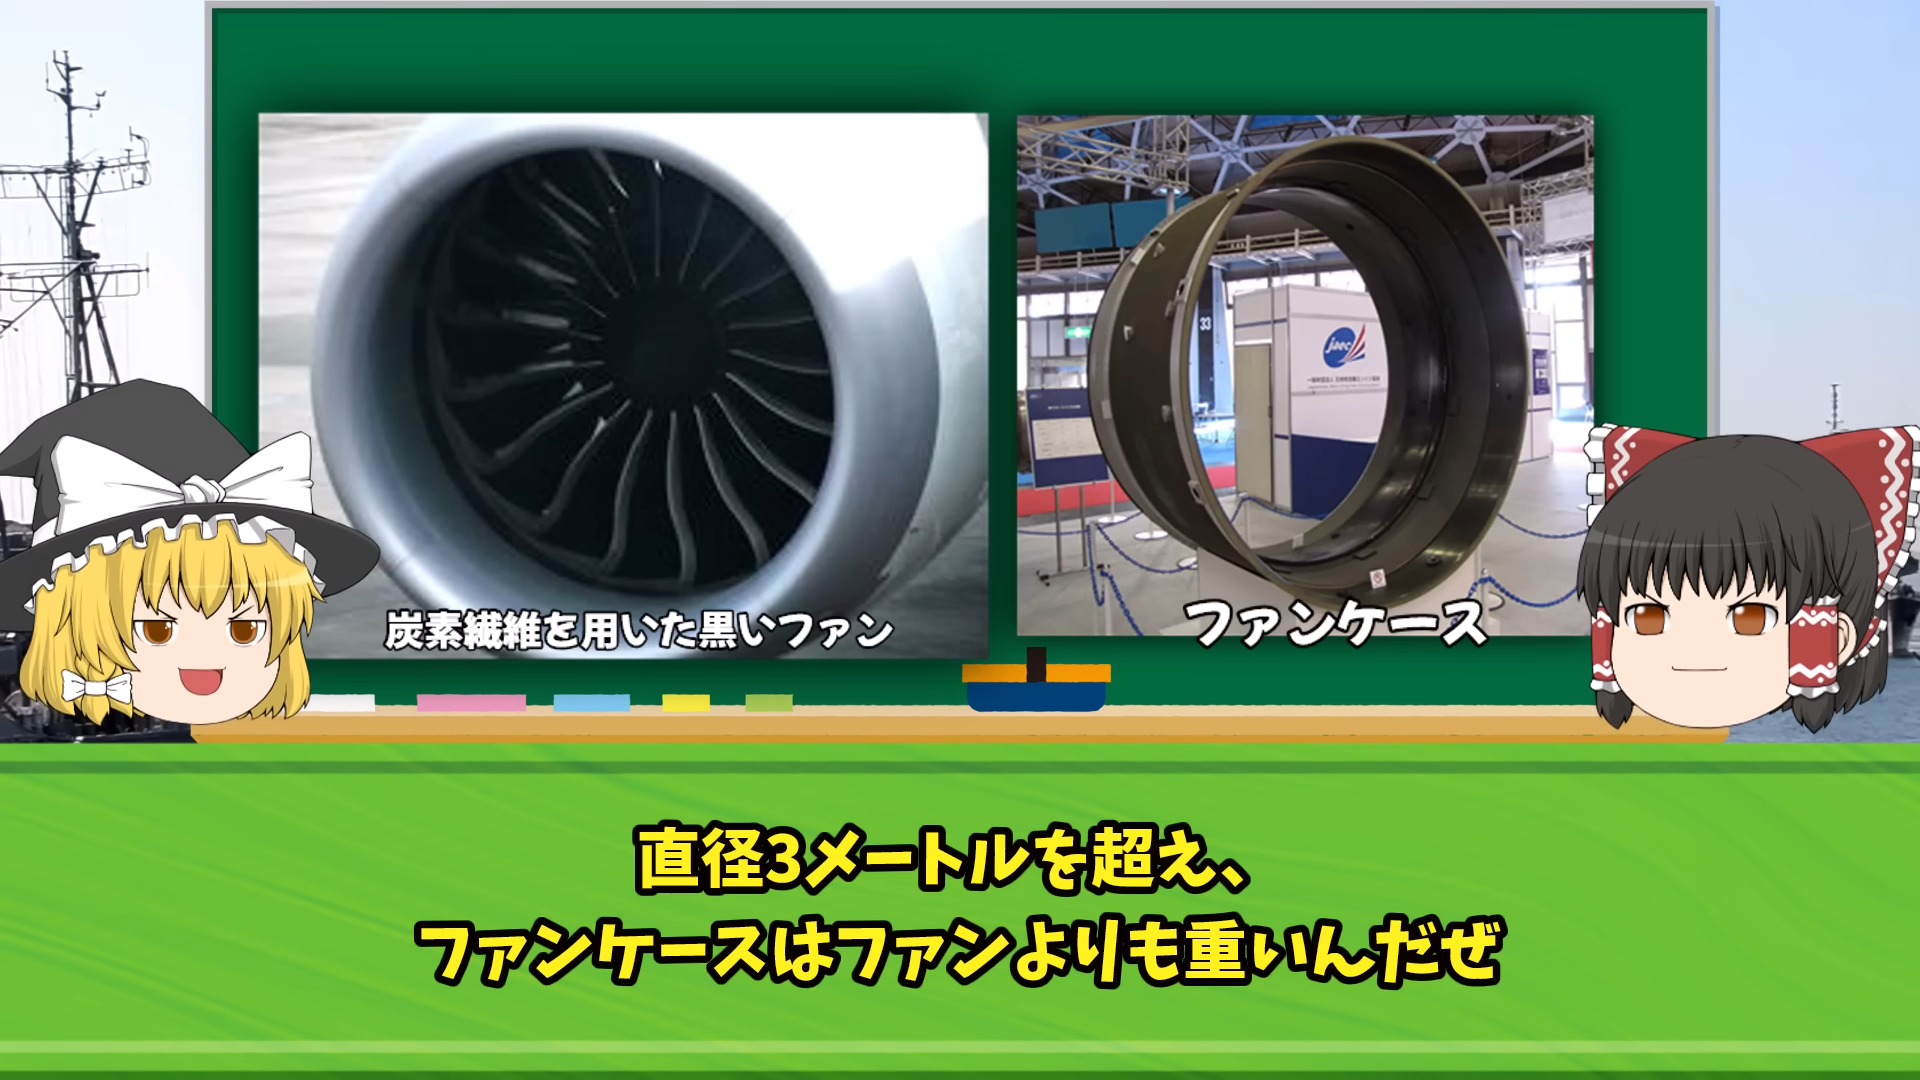 33
jaec
炭素繊維を用いた黒いファン
ファンケース
直径3メートルを超え、
ファンケースはファンよりも重いんだぜ